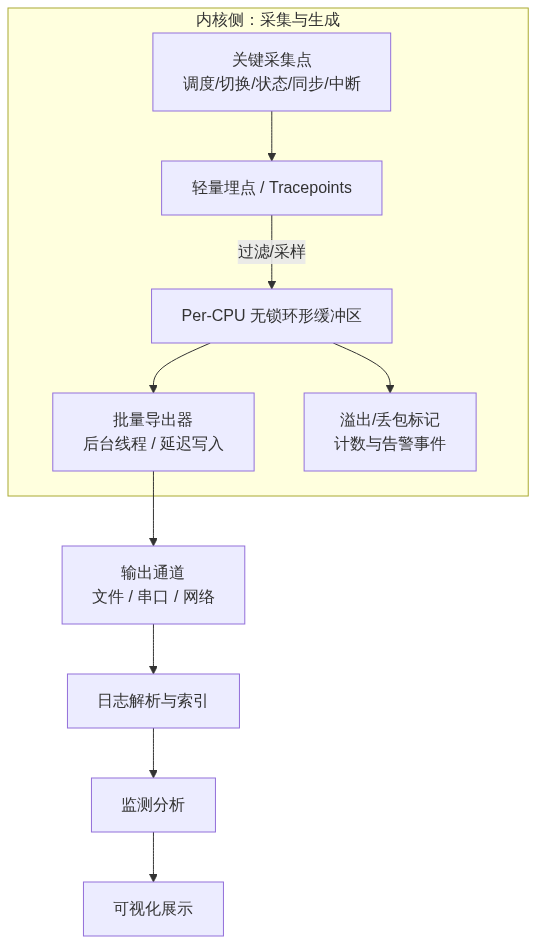 内核侧：采集与生成
关键采集点
调度/切换/状态/同步/中断
轻量埋点 / Tracepoints
过滤/采样
Per-CPU 无锁环形缓冲区
批量导出器
后台线程 / 延迟写入
溢出/丢包标记
计数与告警事件
输出通道
文件 / 串口 / 网络
日志解析与索引
监测分析
可视化展示